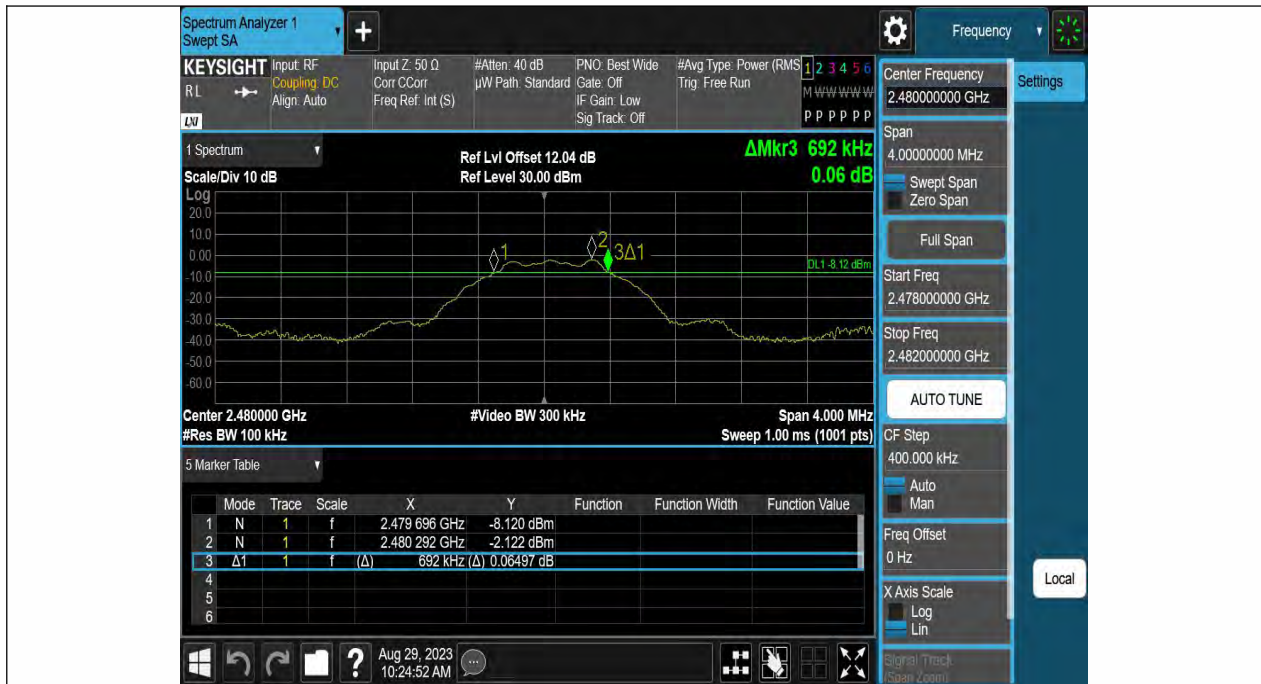 Spectrum Analyzer 1
Swept SA
Frequency
KEYSIGHT
RL
LXI
Input: RF
Coupling: DC
Align: Auto
Input Z: 50 Ω
Corr CCorr
Freq Ref: Int (S)
#Atten: 40 dB
µW Path: Standard
PNO: Best Wide
Gate: Off
IF Gain: Low
Sig Track: Off
#Avg Type: Power (RMS
Trig: Free Run
1 2 3 4 5 6
M W W W W W
P P P P P P
1 Spectrum
Scale/Div 10 dB
Ref Lvl Offset 12.04 dB
Ref Level 30.00 dBm
ΔMkr3 692 kHz
0.06 dB
Log
20.0
10.0
0.00
-10.0
-20.0
-30.0
-40.0
-50.0
-60.0
1
2
3Δ1
DL1 -8.12 dBm
Center 2.480000 GHz
#Res BW 100 kHz
#Video BW 300 kHz
Span 4.000 MHz
Sweep 1.00 ms (1001 pts)
5 Marker Table
Mode Trace Scale X Y Function Function Width Function Value
1 N 1 f 2.479 696 GHz -8.120 dBm
2 N 1 f 2.480 292 GHz -2.122 dBm
3 Δ1 1 f (Δ) 692 kHz (Δ) 0.06497 dB
4
5
6
Aug 29, 2023
10:24:52 AM
Center Frequency
2.480000000 GHz
Settings
Span
4.00000000 MHz
Swept Span
Zero Span
Full Span
Start Freq
2.478000000 GHz
Stop Freq
2.482000000 GHz
AUTO TUNE
CF Step
400.000 kHz
Auto
Man
Freq Offset
0 Hz
X Axis Scale
Log
Lin
Signal Track
(Span Zoom)
Local